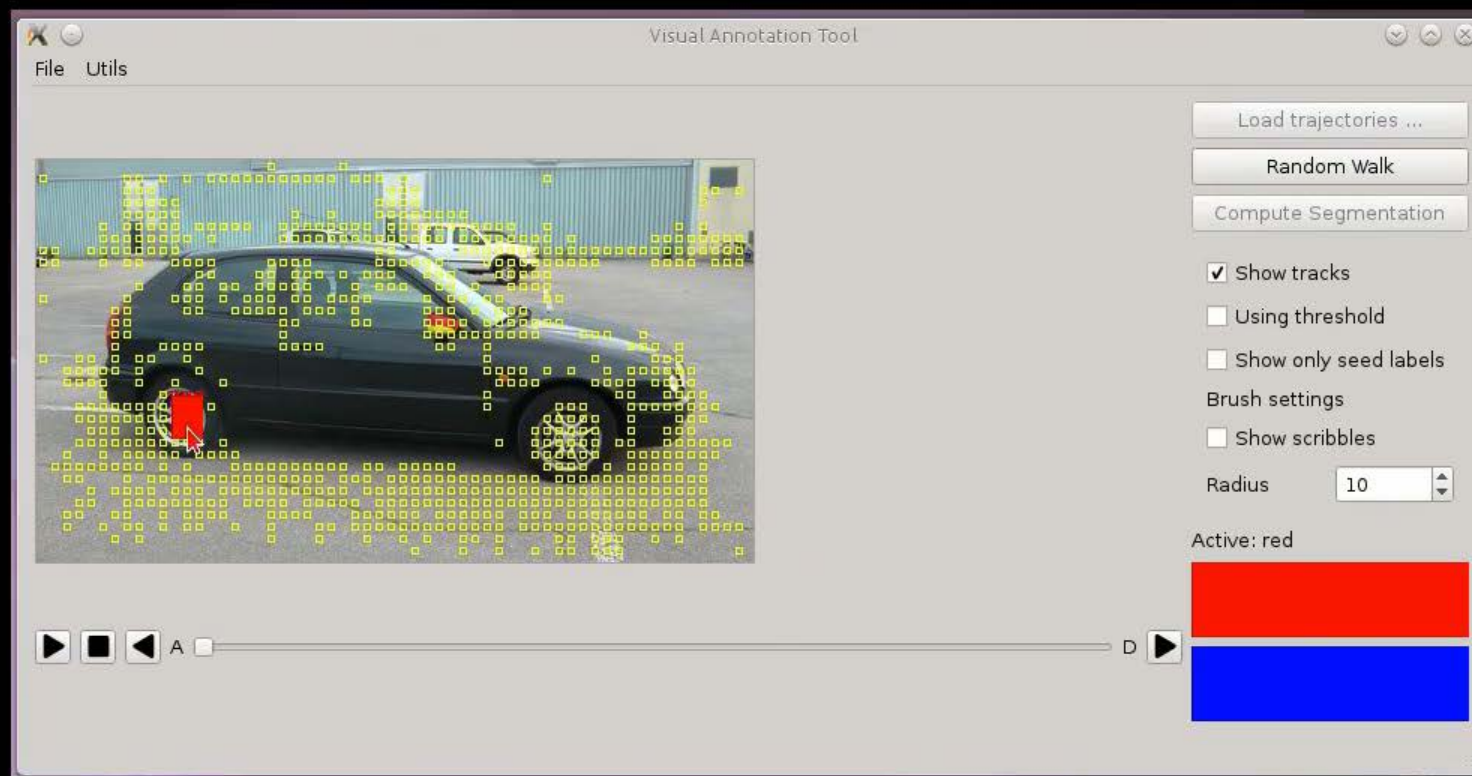 Visual Annotation Tool
File Utils
Load trajectories ...
Random Walk
Compute Segmentation
Show tracks
Using threshold
Show only seed labels
Brush settings
Show scribbles
Radius 10
Active: red
A D